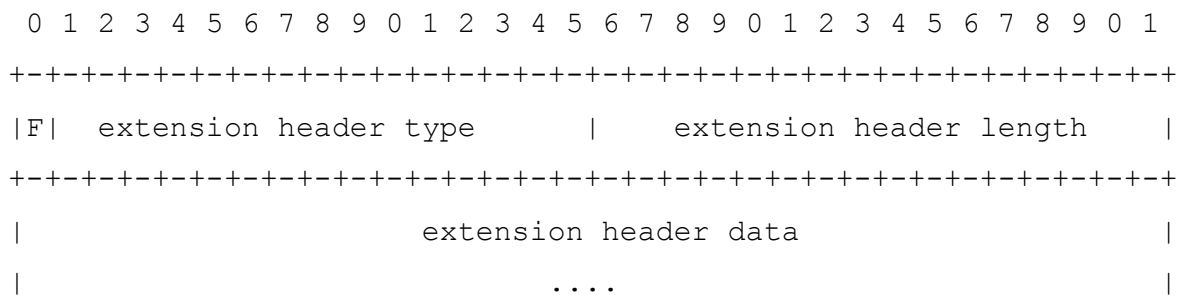 0 1 2 3 4 5 6 7 8 9 0 1 2 3 4 5 6 7 8 9 0 1 2 3 4 5 6 7 8 9 0 1
+-+-+-+-+-+-+-+-+-+-+-+-+-+-+-+-+-+-+-+-+-+-+-+-+-+-+-+-+-+-+-+-+
|F|  extension header type      |    extension header length    |
+-+-+-+-+-+-+-+-+-+-+-+-+-+-+-+-+-+-+-+-+-+-+-+-+-+-+-+-+-+-+-+-+
|                      extension header data                    |
|                             ....                              |